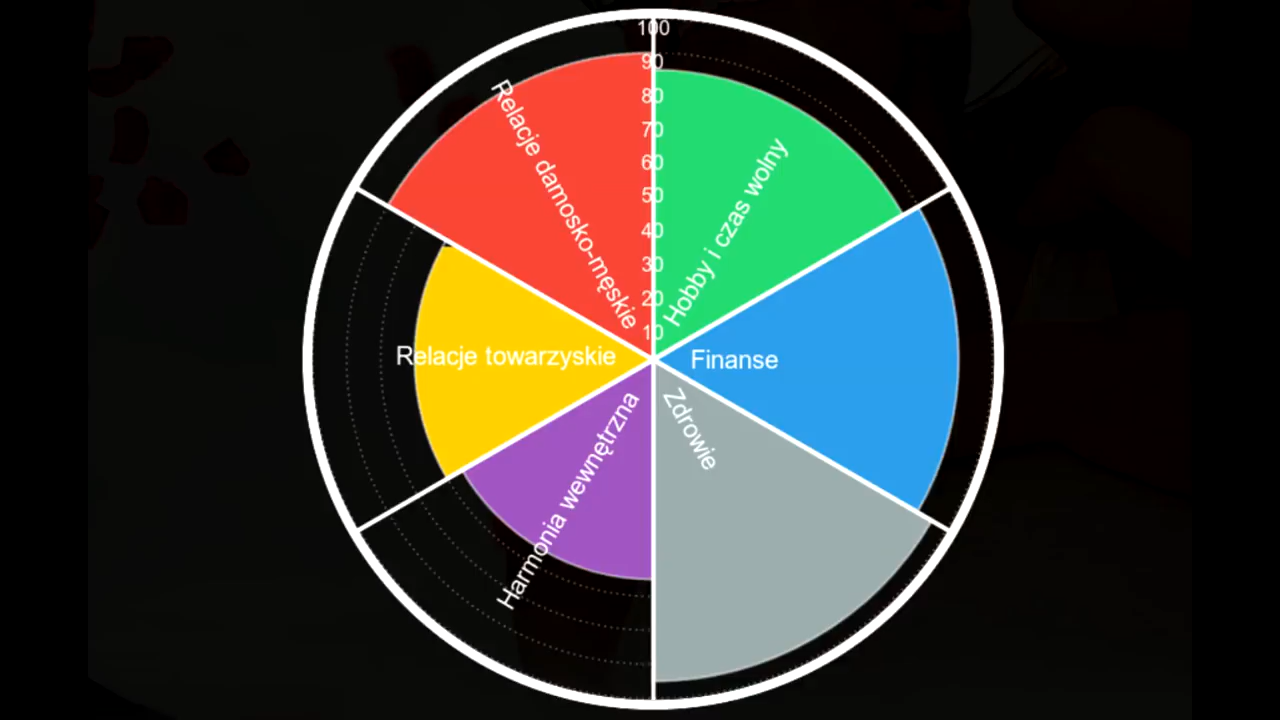 100
90
80
70
60
50
40
30
20
10
Relacje damosko-męskie
Hobby i czas wolny
Relacje towarzyskie
Finanse
Harmonia wewnętrzna
Zdrowie